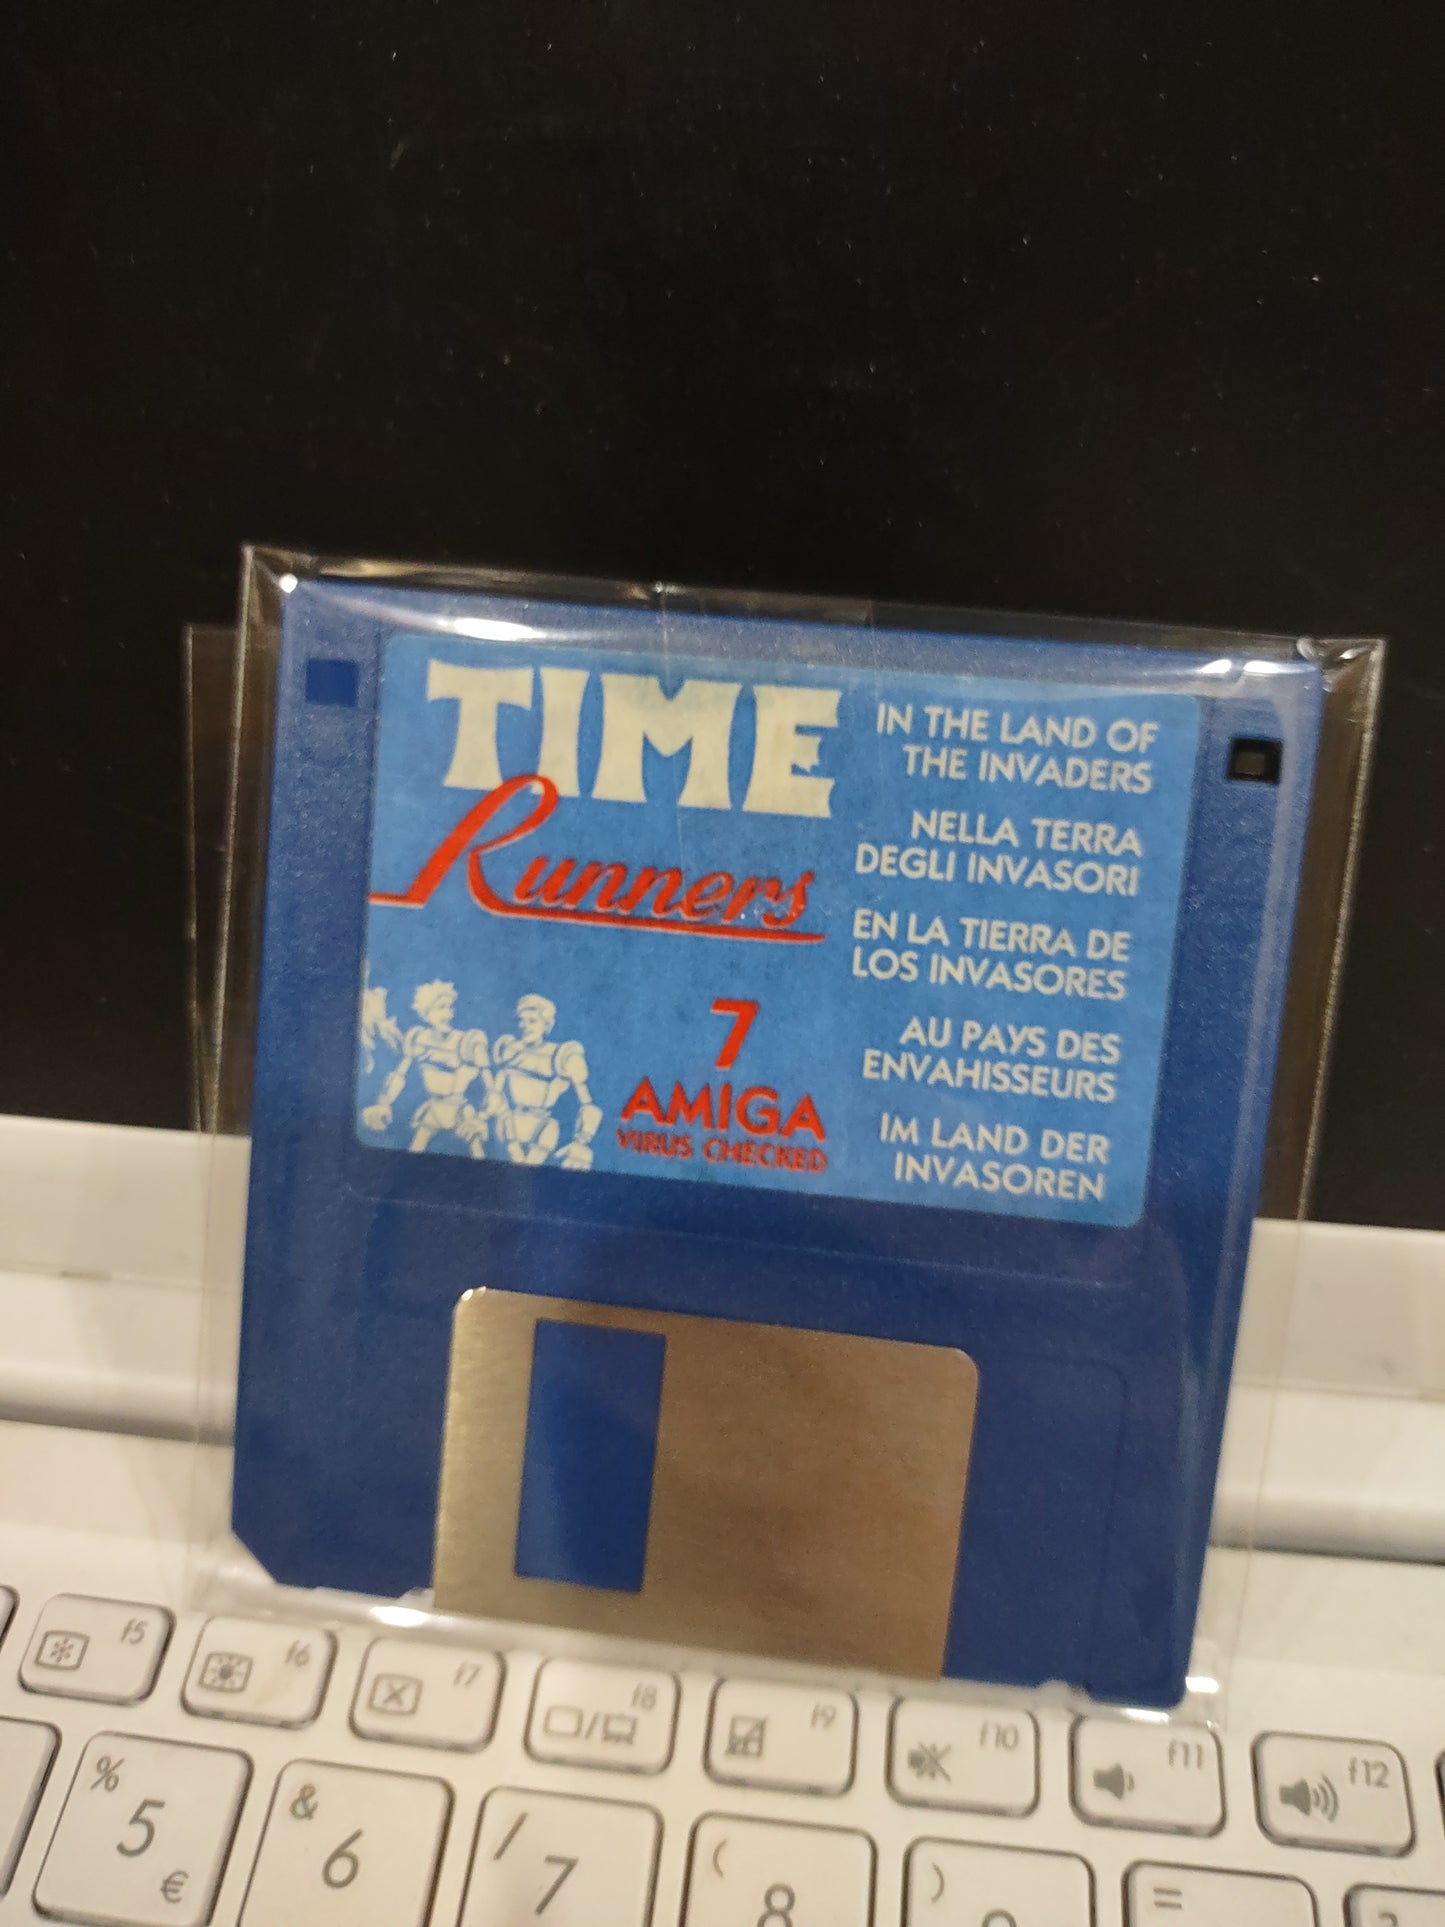 TIME
Runners
7
AMIGA
VIRUS CHECKED
IN THE LAND OF
THE INVADERS
NELLA TERRA
DEGLI INVASORI
EN LA TIERRA DE
LOS INVASORES
AU PAYS DES
ENVAHISSEURS
IM LAND DER
INVASOREN
f5 f6 f7 f8 f9 f10 f11 f12
% & / ( ) =
5 6 7 8
€